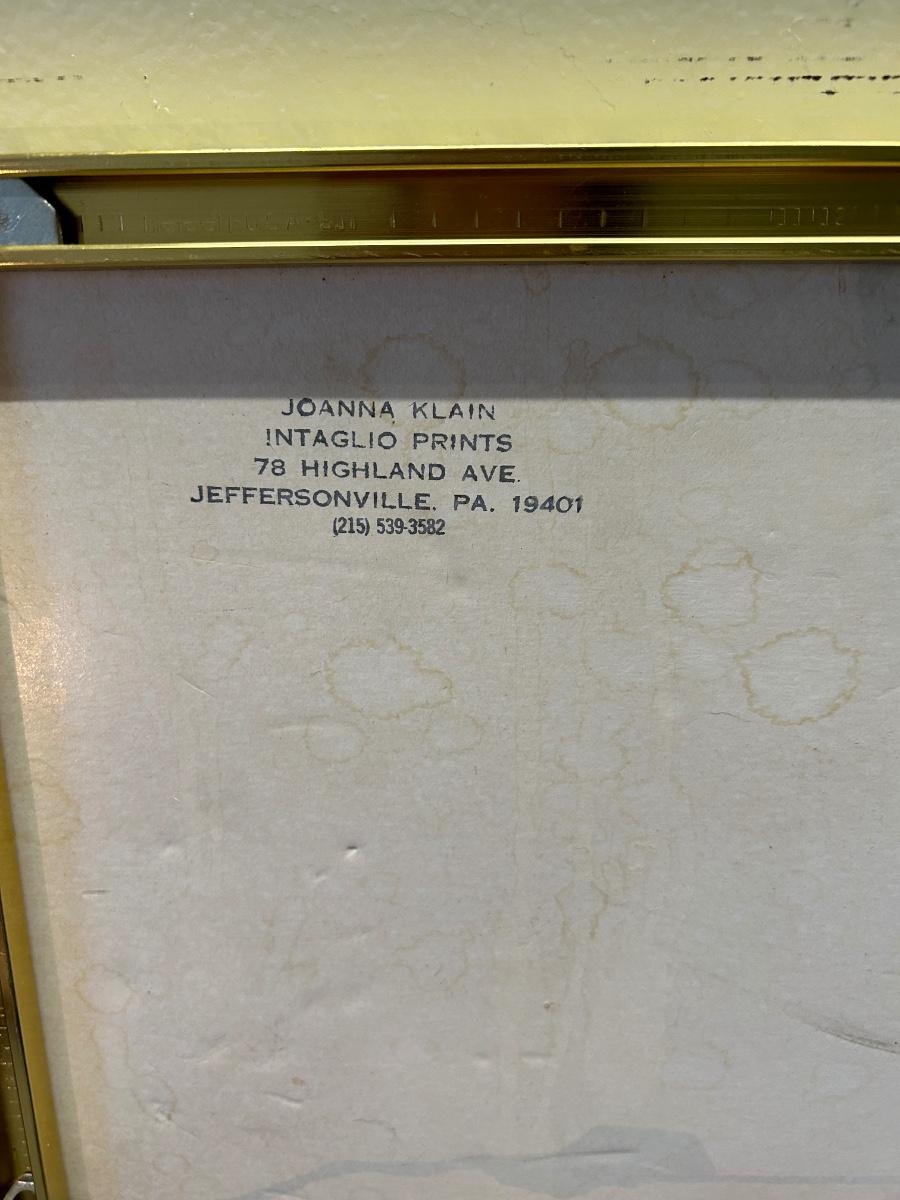 JOANNA KLAIN
INTAGLIO PRINTS
78 HIGHLAND AVE.
JEFFERSONVILLE, PA. 19401
(215) 539-3582